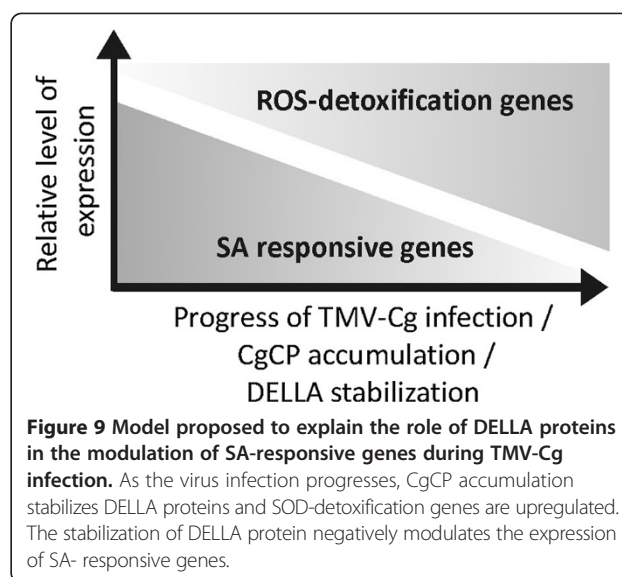 Relative level of
expression
ROS-detoxification genes
SA responsive genes
Progress of TMV-Cg infection /
CgCP accumulation /
DELLA stabilization
Figure 9 Model proposed to explain the role of DELLA proteins
in the modulation of SA-responsive genes during TMV-Cg
infection. As the virus infection progresses, CgCP accumulation
stabilizes DELLA proteins and SOD-detoxification genes are upregulated.
The stabilization of DELLA protein negatively modulates the expression
of SA- responsive genes.